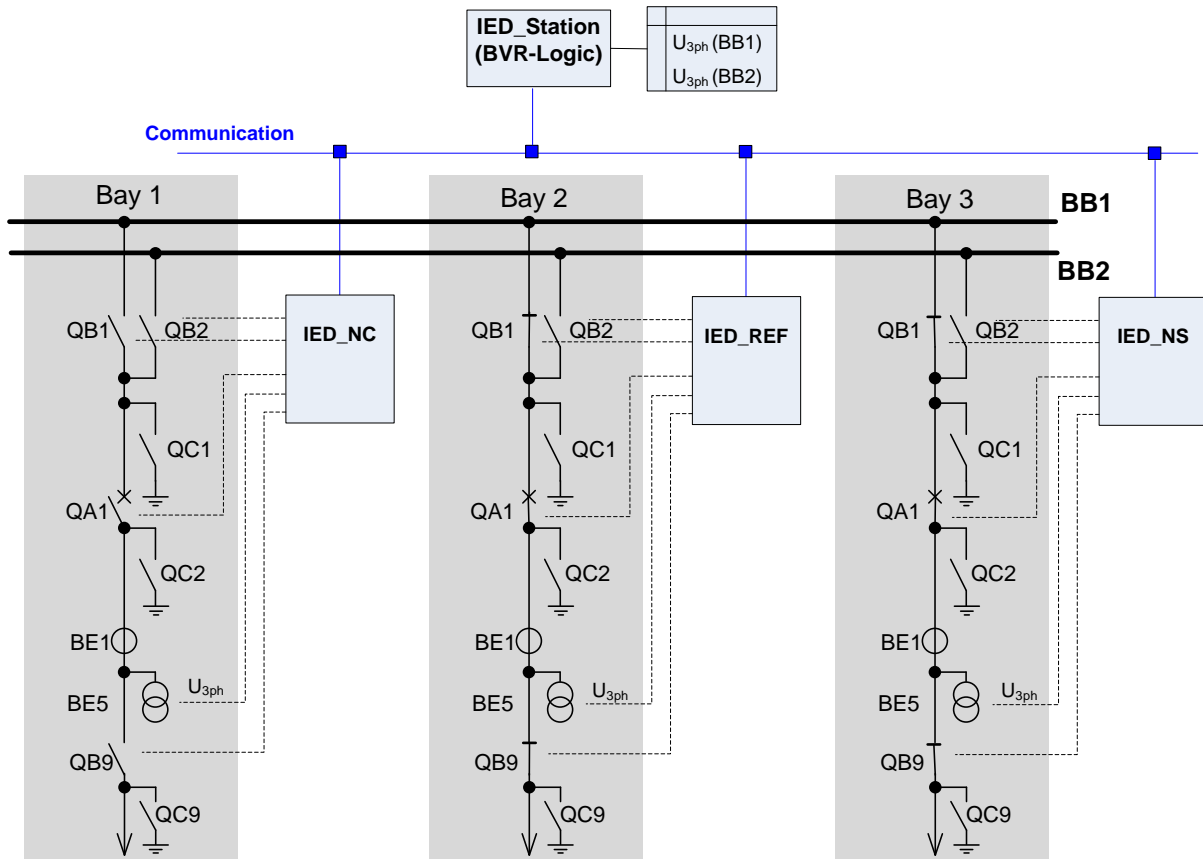 IED_Station
(BVR-Logic)
U3ph (BB1)
U3ph (BB2)
Communication
Bay 1
Bay 2
Bay 3
BB1
BB2
QB1
QB2
IED_NC
QB1
QB2
IED_REF
QB1
QB2
IED_NS
QC1
QC1
QC1
QA1
QA1
QA1
QC2
QC2
QC2
BE1
BE1
BE1
BE5
U3ph
BE5
U3ph
BE5
U3ph
QB9
QB9
QB9
QC9
QC9
QC9